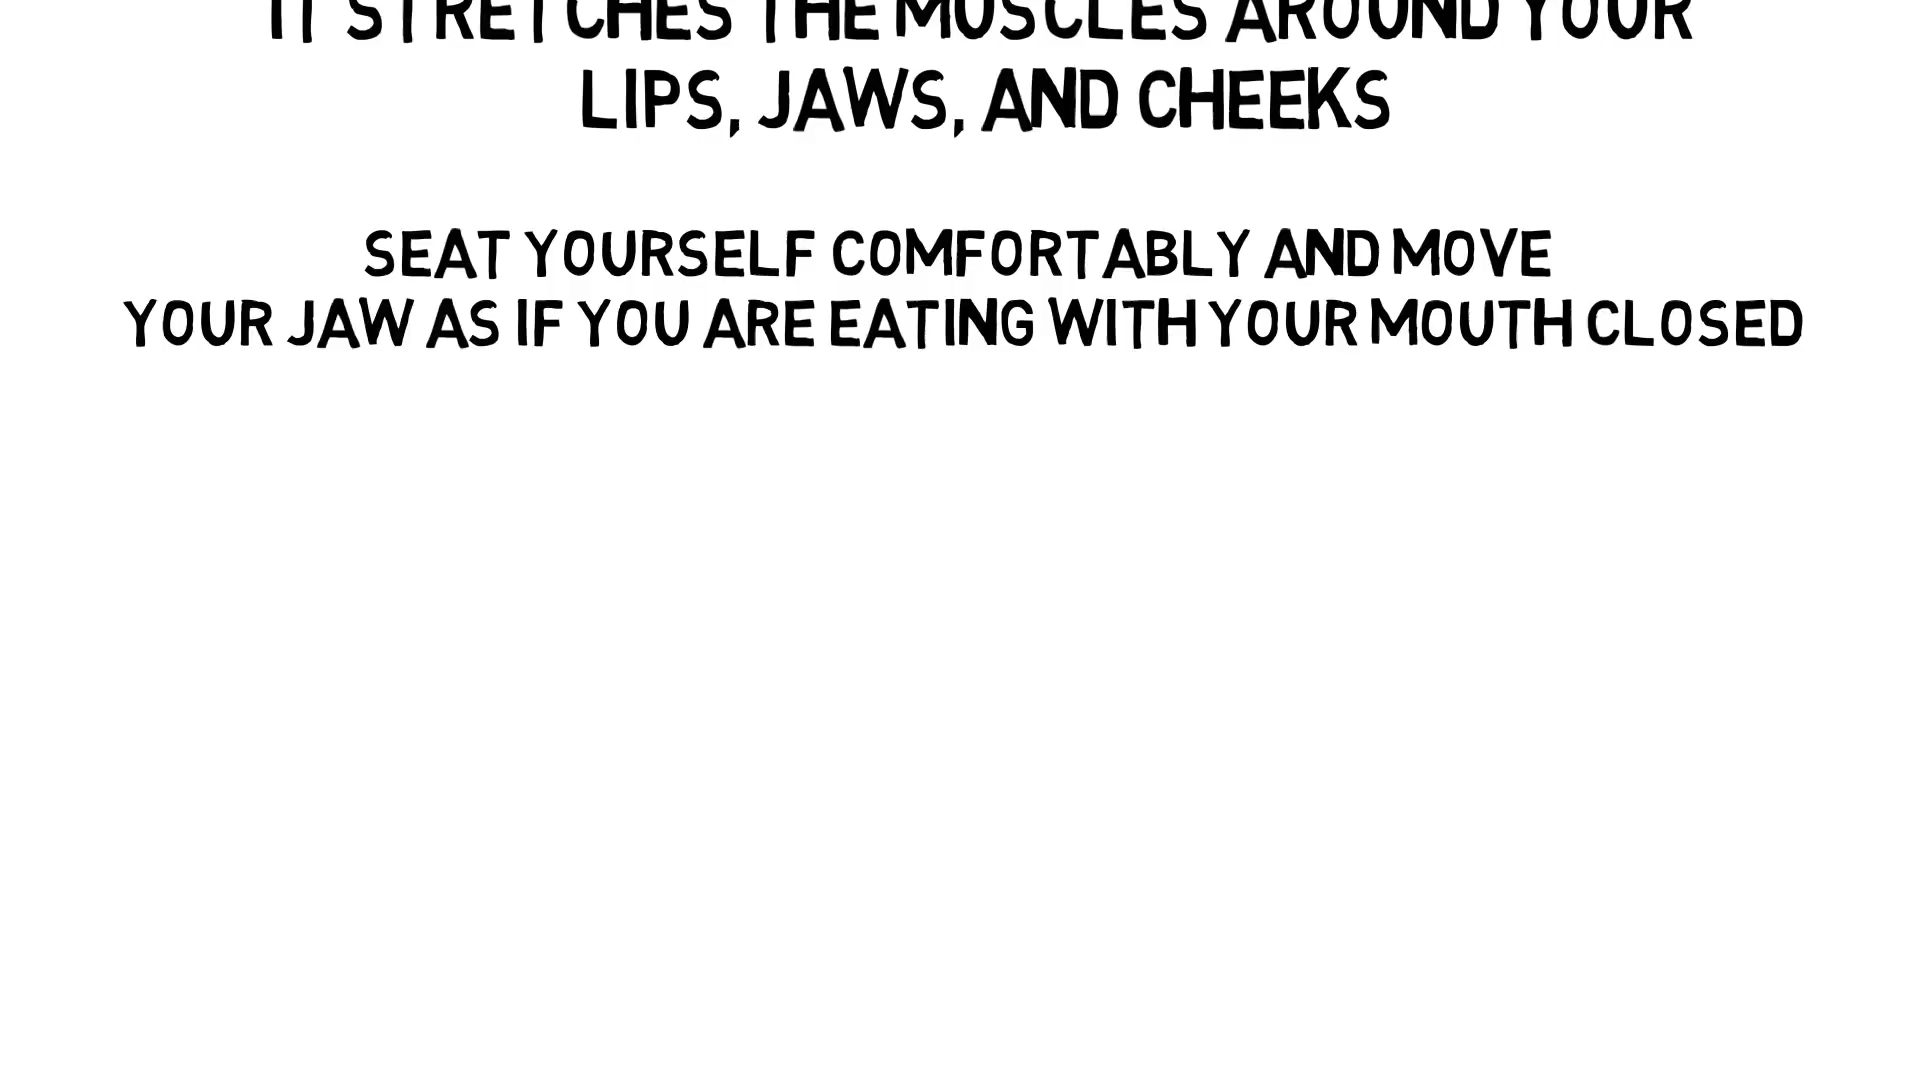 IT STRETCHES THE MUSCLES AROUND YOUR
LIPS, JAWS, AND CHEEKS
SEAT YOURSELF COMFORTABLY AND MOVE
YOUR JAW AS IF YOU ARE EATING WITH YOUR MOUTH CLOSED